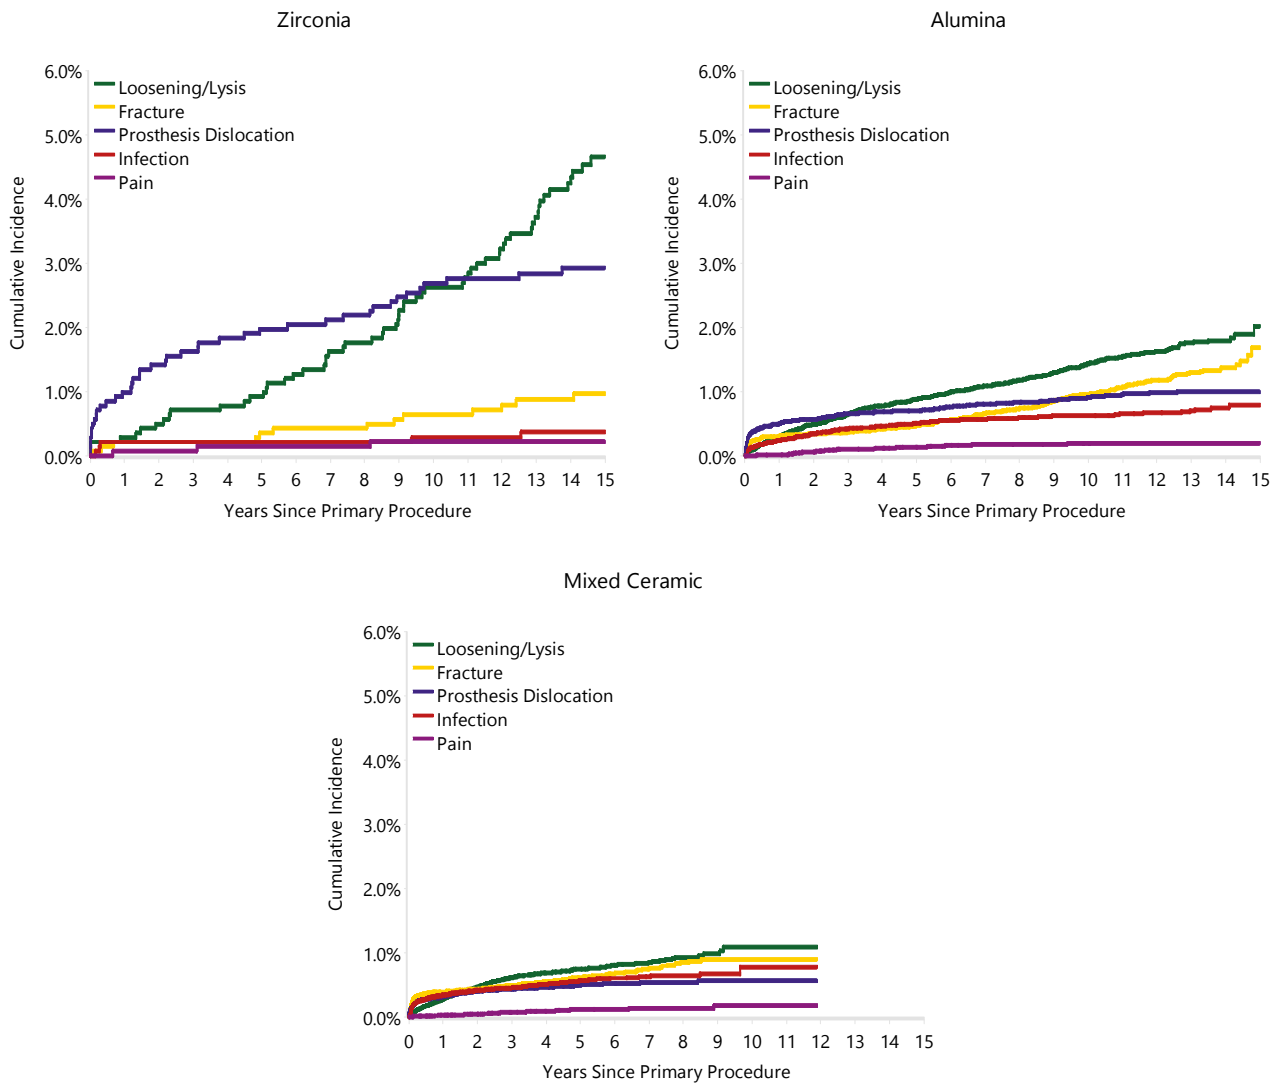 Zirconia
6.0%
5.0%
4.0%
3.0%
2.0%
1.0%
0.0%
Cumulative Incidence
Loosening/Lysis
Fracture
Prosthesis Dislocation
Infection
Pain
0 1 2 3 4 5 6 7 8 9 10 11 12 13 14 15
Years Since Primary Procedure
Alumina
6.0%
5.0%
4.0%
3.0%
2.0%
1.0%
0.0%
Cumulative Incidence
Loosening/Lysis
Fracture
Prosthesis Dislocation
Infection
Pain
0 1 2 3 4 5 6 7 8 9 10 11 12 13 14 15
Years Since Primary Procedure
Mixed Ceramic
6.0%
5.0%
4.0%
3.0%
2.0%
1.0%
0.0%
Cumulative Incidence
Loosening/Lysis
Fracture
Prosthesis Dislocation
Infection
Pain
0 1 2 3 4 5 6 7 8 9 10 11 12 13 14 15
Years Since Primary Procedure